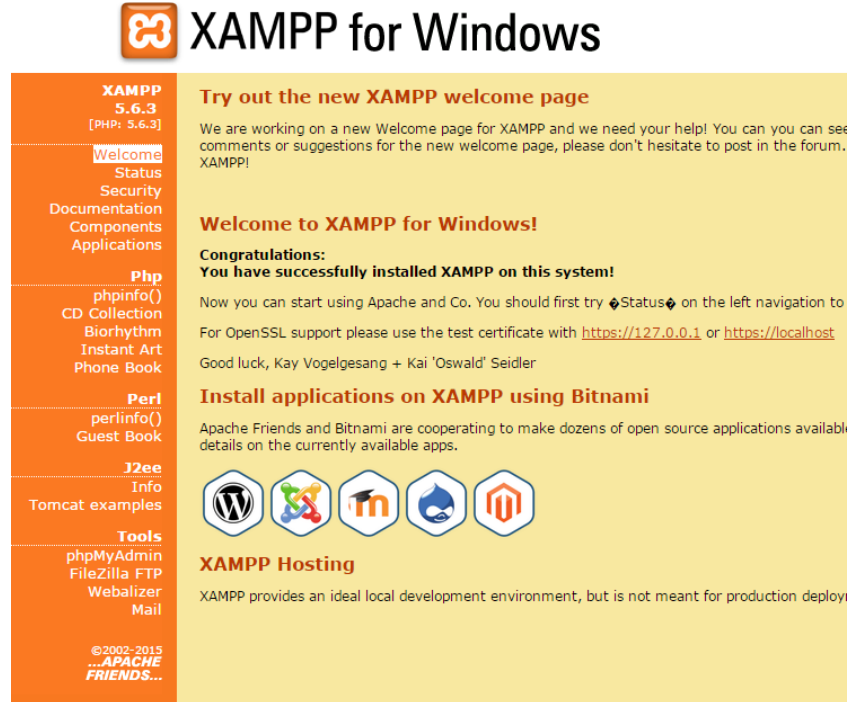 XAMPP for Windows
XAMPP
5.6.3
[PHP: 5.6.3]
Welcome
Status
Security
Documentation
Components
Applications
Php
phpinfo()
CD Collection
Biorhythm
Instant Art
Phone Book
Perl
perlinfo()
Guest Book
J2ee
Info
Tomcat examples
Tools
phpMyAdmin
FileZilla FTP
Webalizer
Mail
©2002-2015
...APACHE
FRIENDS...
Try out the new XAMPP welcome page
We are working on a new Welcome page for XAMPP and we need your help! You can you can see
comments or suggestions for the new welcome page, please don't hesitate to post in the forum.
XAMPP!
Welcome to XAMPP for Windows!
Congratulations:
You have successfully installed XAMPP on this system!
Now you can start using Apache and Co. You should first try �Status� on the left navigation to
For OpenSSL support please use the test certificate with https://127.0.0.1 or https://localhost
Good luck, Kay Vogelgesang + Kai 'Oswald' Seidler
Install applications on XAMPP using Bitnami
Apache Friends and Bitnami are cooperating to make dozens of open source applications available
details on the currently available apps.
XAMPP Hosting
XAMPP provides an ideal local development environment, but is not meant for production deploy